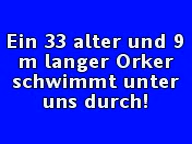 Ein 33 alter und 9
m langer Orker
schwimmt unter
uns durch!